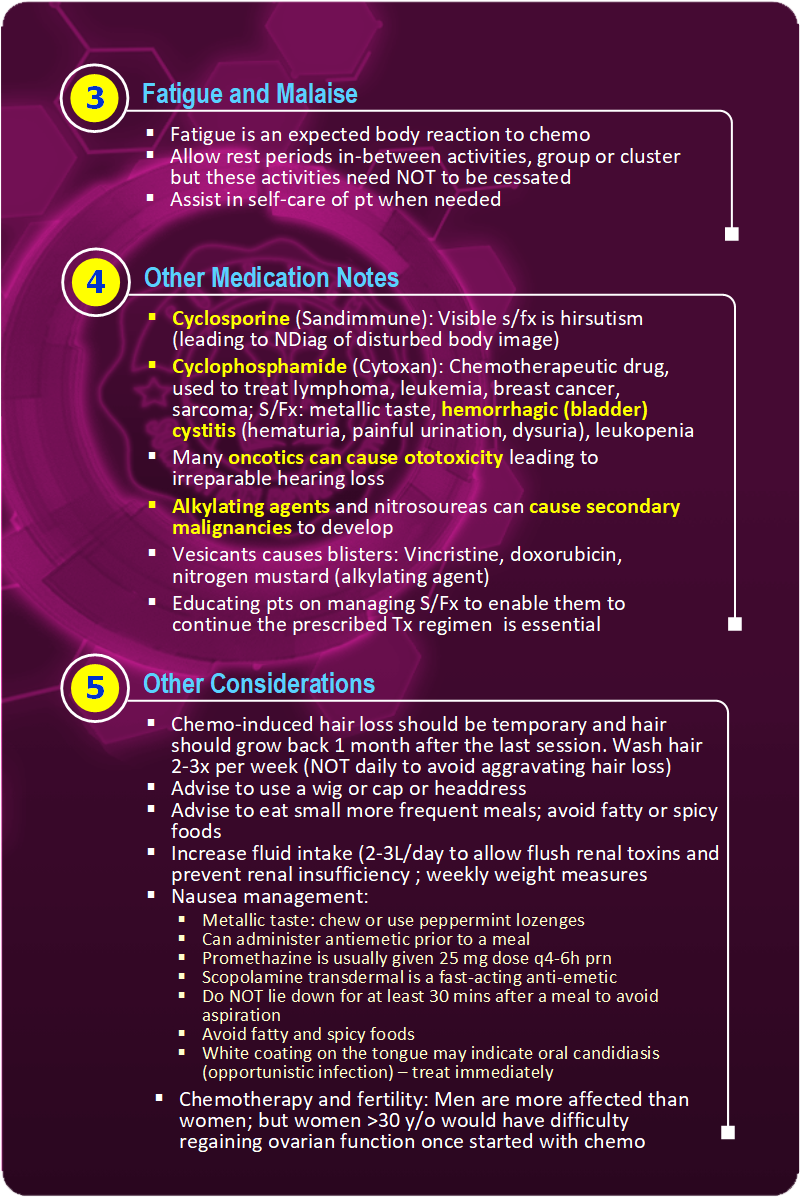 3
Fatigue and Malaise
▪ Fatigue is an expected body reaction to chemo
▪ Allow rest periods in-between activities, group or cluster
but these activities need NOT to be cessated
▪ Assist in self-care of pt when needed
4
Other Medication Notes
▪ Cyclosporine (Sandimmune): Visible s/fx is hirsutism
(leading to NDiag of disturbed body image)
▪ Cyclophosphamide (Cytoxan): Chemotherapeutic drug,
used to treat lymphoma, leukemia, breast cancer,
sarcoma; S/Fx: metallic taste, hemorrhagic (bladder)
cystitis (hematuria, painful urination, dysuria), leukopenia
▪ Many oncotics can cause ototoxicity leading to
irreparable hearing loss
▪ Alkylating agents and nitrosoureas can cause secondary
malignancies to develop
▪ Vesicants causes blisters: Vincristine, doxorubicin,
nitrogen mustard (alkylating agent)
▪ Educating pts on managing S/Fx to enable them to
continue the prescribed Tx regimen is essential
5
Other Considerations
▪ Chemo-induced hair loss should be temporary and hair
should grow back 1 month after the last session. Wash hair
2-3x per week (NOT daily to avoid aggravating hair loss)
▪ Advise to use a wig or cap or headdress
▪ Advise to eat small more frequent meals; avoid fatty or spicy
foods
▪ Increase fluid intake (2-3L/day to allow flush renal toxins and
prevent renal insufficiency ; weekly weight measures
▪ Nausea management:
▪ Metallic taste: chew or use peppermint lozenges
▪ Can administer antiemetic prior to a meal
▪ Promethazine is usually given 25 mg dose q4-6h prn
▪ Scopolamine transdermal is a fast-acting anti-emetic
▪ Do NOT lie down for at least 30 mins after a meal to avoid
aspiration
▪ Avoid fatty and spicy foods
▪ White coating on the tongue may indicate oral candidiasis
(opportunistic infection) – treat immediately
▪ Chemotherapy and fertility: Men are more affected than
women; but women >30 y/o would have difficulty
regaining ovarian function once started with chemo